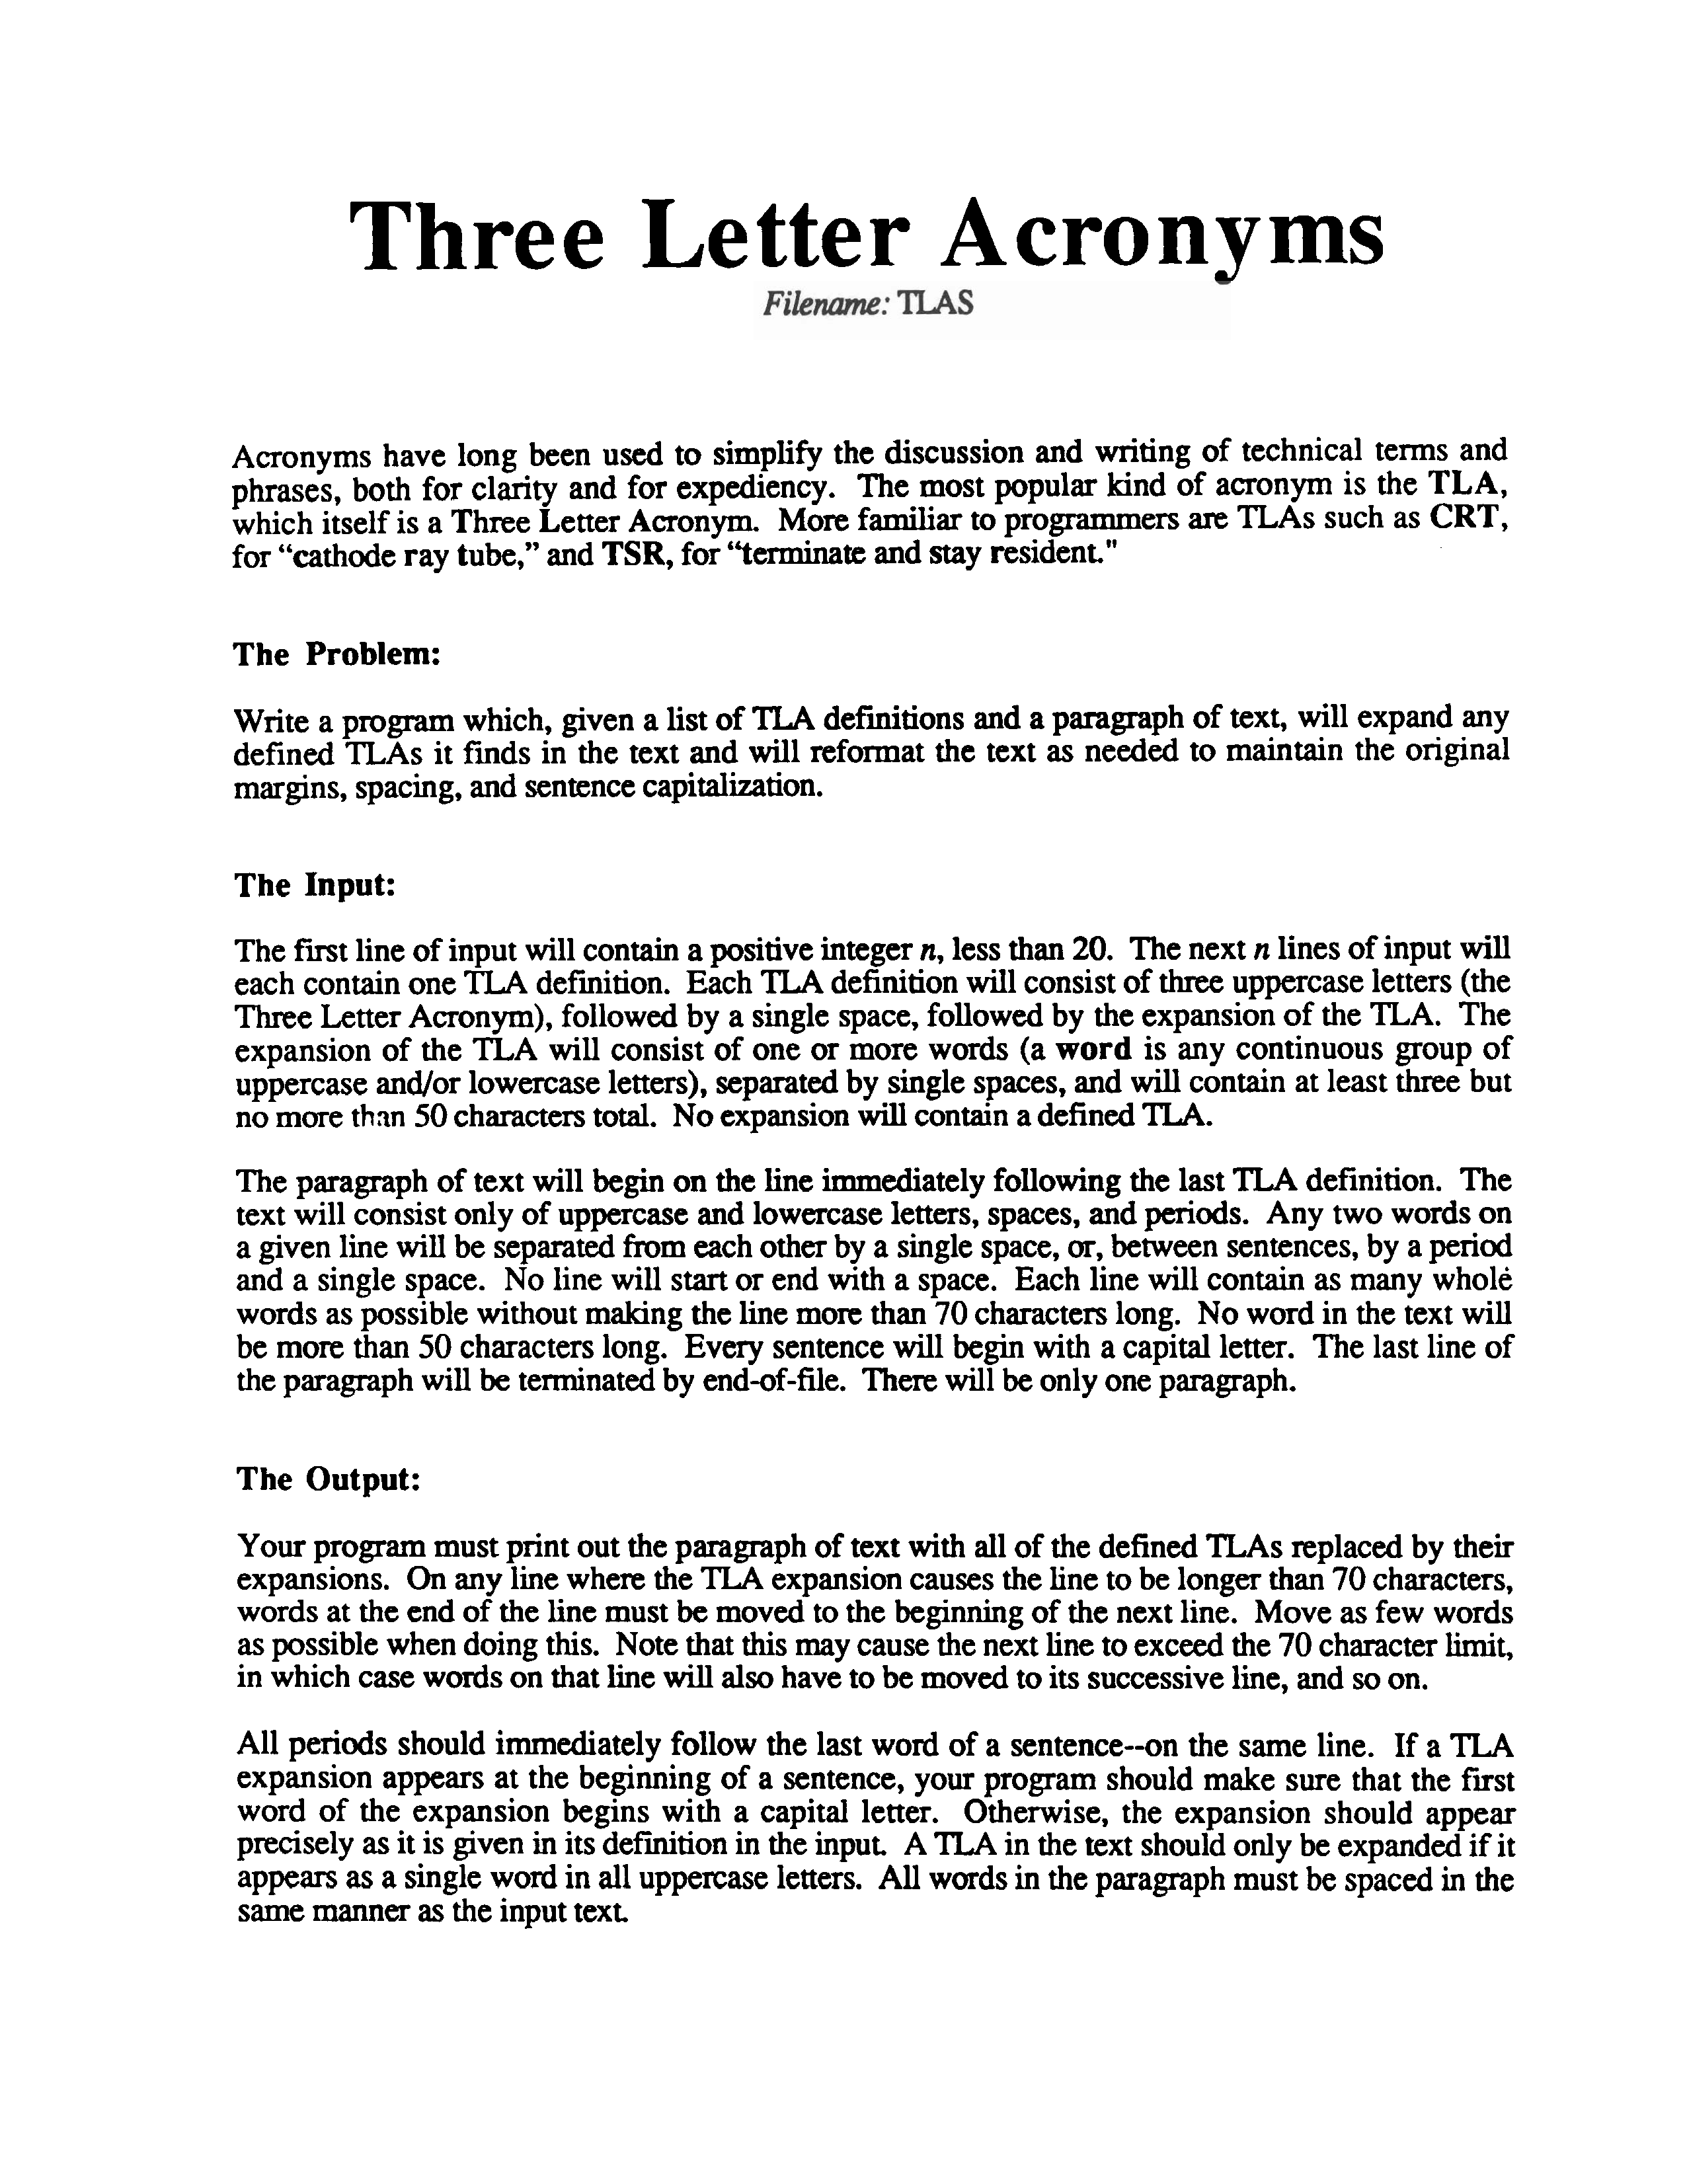 Three Letter Acronyms
Filename: TLAS
Acronyms have long been used to simplify the discussion and writing of technical terms and
phrases, both for clarity and for expediency. The most popular kind of acronym is the TLA,
which itself is a Three Letter Acronym. More familiar to programmers are TLAs such as CRT,
for “cathode ray tube,” and TSR, for “terminate and stay resident."
The Problem:
Write a program which, given a list of TLA definitions and a paragraph of text, will expand any
defined TLAs it finds in the text and will reformat the text as needed to maintain the original
margins, spacing, and sentence capitalization.
The Input:
The first line of input will contain a positive integer n, less than 20. The next n lines of input will
each contain one TLA definition. Each TLA definition will consist of three uppercase letters (the
Three Letter Acronym), followed by a single space, followed by the expansion of the TLA. The
expansion of the TLA will consist of one or more words (a word is any continuous group of
uppercase and/or lowercase letters), separated by single spaces, and will contain at least three but
no more than 50 characters total. No expansion will contain a defined TLA.
The paragraph of text will begin on the line immediately following the last TLA definition. The
text will consist only of uppercase and lowercase letters, spaces, and periods. Any two words on
a given line will be separated from each other by a single space, or, between sentences, by a period
and a single space. No line will start or end with a space. Each line will contain as many whole
words as possible without making the line more than 70 characters long. No word in the text will
be more than 50 characters long. Every sentence will begin with a capital letter. The last line of
the paragraph will be terminated by end-of-file. There will be only one paragraph.
The Output:
Your program must print out the paragraph of text with all of the defined TLAs replaced by their
expansions. On any line where the TLA expansion causes the line to be longer than 70 characters,
words at the end of the line must be moved to the beginning of the next line. Move as few words
as possible when doing this. Note that this may cause the next line to exceed the 70 character limit,
in which case words on that line will also have to be moved to its successive line, and so on.
All periods should immediately follow the last word of a sentence--on the same line. If a TLA
expansion appears at the beginning of a sentence, your program should make sure that the first
word of the expansion begins with a capital letter. Otherwise, the expansion should appear
precisely as it is given in its definition in the input. A TLA in the text should only be expanded if it
appears as a single word in all uppercase letters. All words in the paragraph must be spaced in the
same manner as the input text.